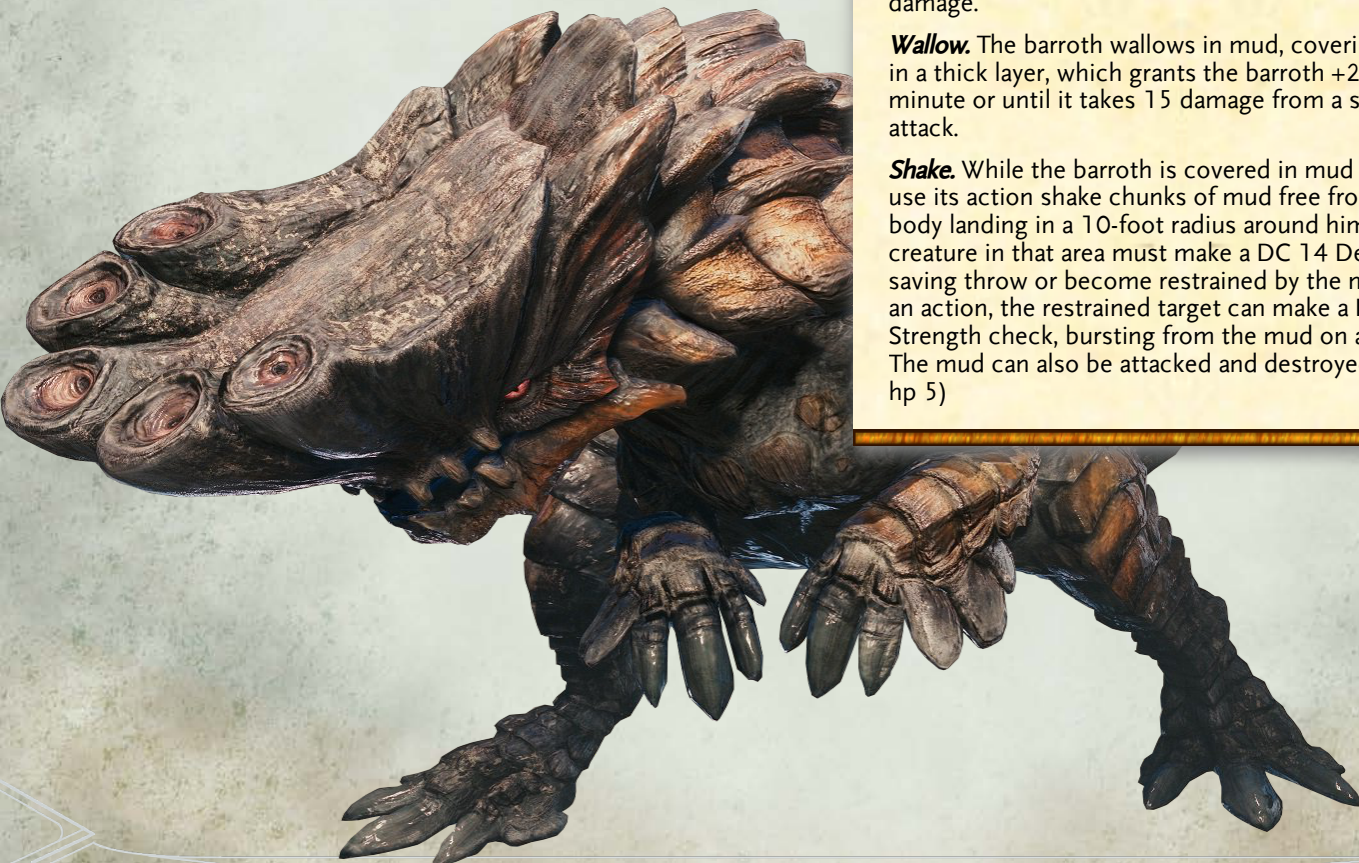 damage.
Wallow. The barroth wallows in mud, coveri
in a thick layer, which grants the barroth +2
minute or until it takes 15 damage from a s
attack.
Shake. While the barroth is covered in mud
use its action shake chunks of mud free fro
body landing in a 10-foot radius around him
creature in that area must make a DC 14 De
saving throw or become restrained by the
an action, the restrained target can make a
Strength check, bursting from the mud on a
The mud can also be attacked and destroye
hp 5)